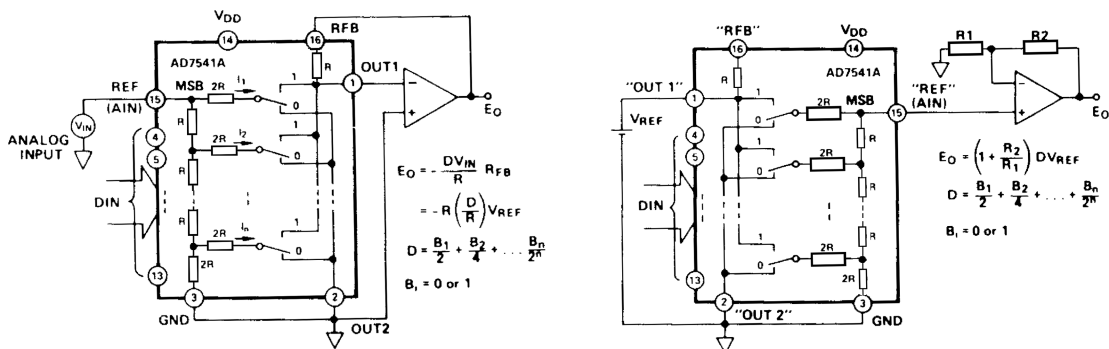 VDD
14
RFB
16
AD7541A
R
OUT1
1
REF
(AIN)
15
MSB
2R
I1
1
0
−
+
EO
VIN
ANALOG
INPUT
4
5
R
2R
I2
1
0
R
DIN
R
2R
In
1
0
13
2R
3
GND
2
OUT2
EO = - DVIN/R RFB
= -R (D/R) VREF
D = B1/2 + B2/4 + . . . Bn/2^n
Bi = 0 or 1
"RFB"
16
VDD
14
R
AD7541A
"OUT 1"
1
VREF
1
0
2R
MSB
15
"REF"
(AIN)
R1
R2
−
+
EO
4
5
R
1
0
2R
R
DIN
R
1
0
2R
13
2R
2
"OUT 2"
3
GND
EO = (1 + R2/R1) DVREF
D = B1/2 + B2/4 + . . . + Bn/2^n
Bi = 0 or 1